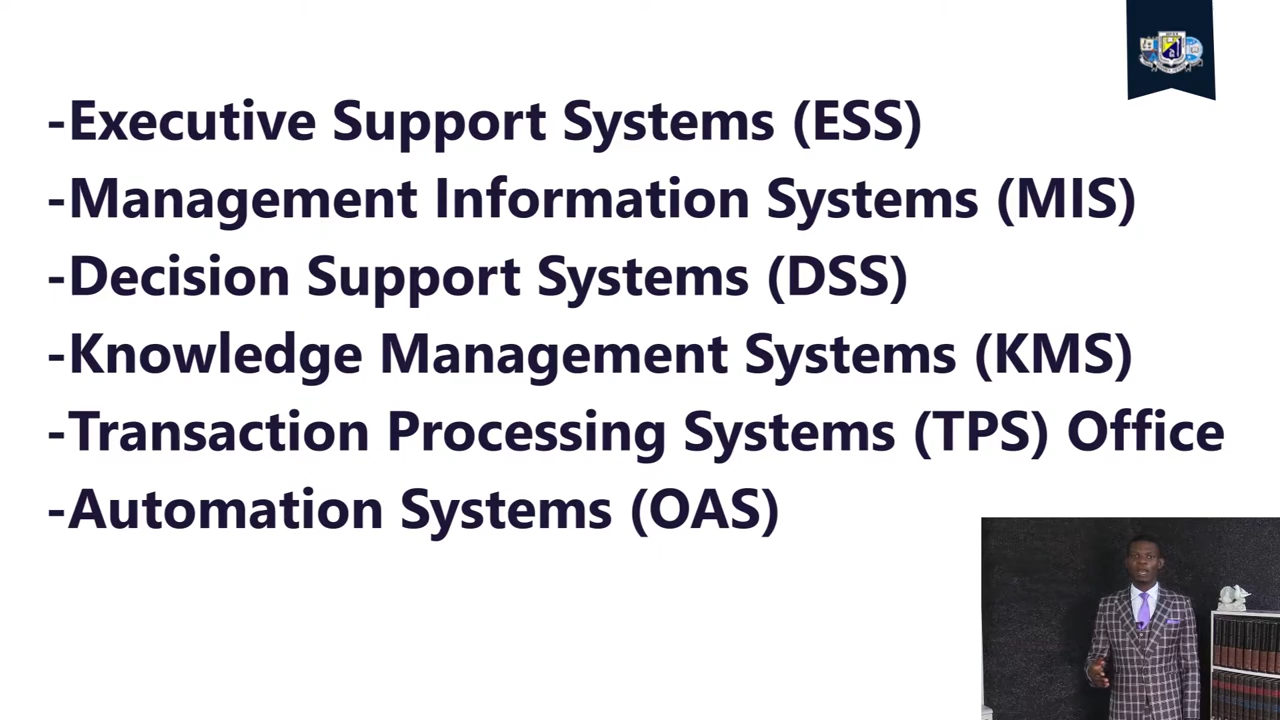 -Executive Support Systems (ESS)
-Management Information Systems (MIS)
-Decision Support Systems (DSS)
-Knowledge Management Systems (KMS)
-Transaction Processing Systems (TPS) Office
-Automation Systems (OAS)